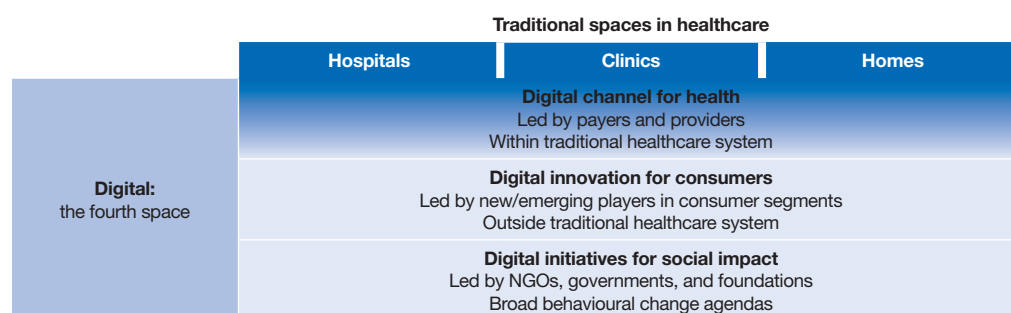 Traditional spaces in healthcare
Hospitals
Clinics
Homes
Digital channel for health
Led by payers and providers
Within traditional healthcare system
Digital:
the fourth space
Digital innovation for consumers
Led by new/emerging players in consumer segments
Outside traditional healthcare system
Digital initiatives for social impact
Led by NGOs, governments, and foundations
Broad behavioural change agendas